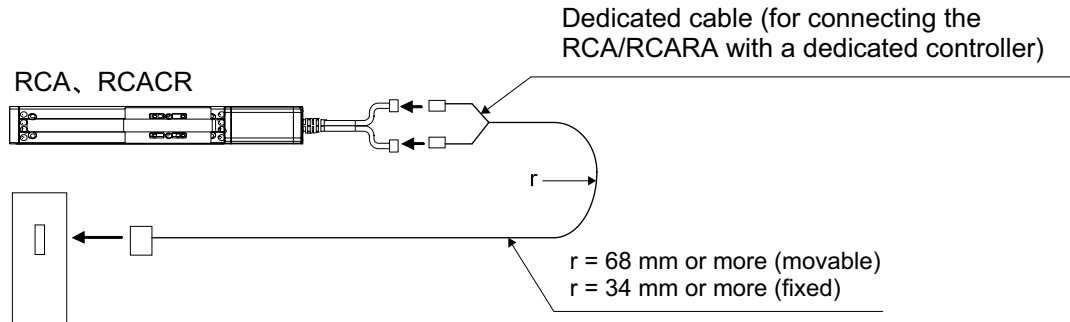 Dedicated cable (for connecting the
RCA/RCARA with a dedicated controller)
RCA、RCACR
r
r = 68 mm or more (movable)
r = 34 mm or more (fixed)